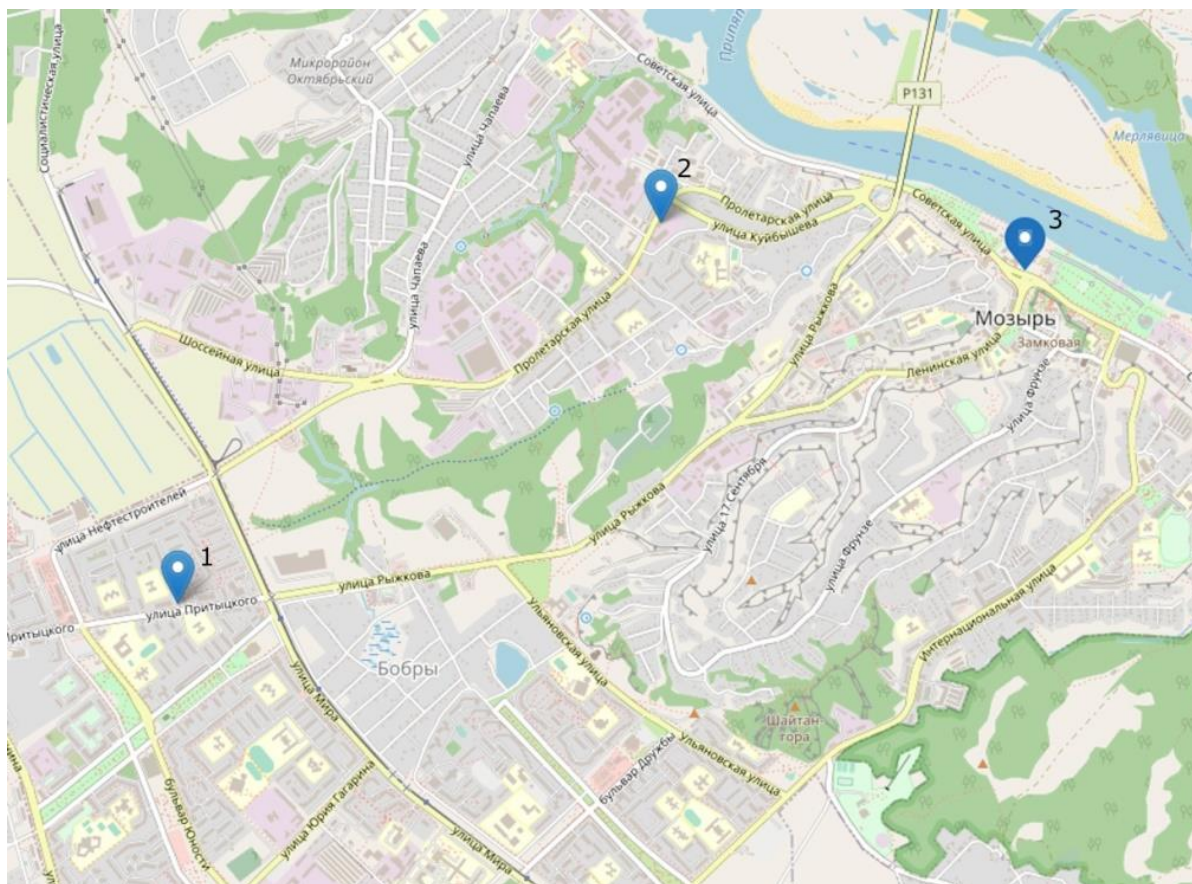 Припять
Советская улица
Микрорайон
Октябрьский
Социалистическая улица
улица Чапаева
P131
Мерлявица
2
Пролетарская улица
улица Куйбышева
Советская улица
3
улица Чапаева
Мозырь
Замковая
улица Рыжкова
Ленинская улица
Шоссейная улица
Пролетарская улица
улица Фрунзе
улица 17 Сентября
улица Нефтестроителей
улица Рыжкова
улица Фрунзе
1
улица Притыцкого
улица Рыжкова
Притыцкого
Интернациональная улица
Ульяновская улица
Бобры
улица Мира
Шайтан-
гора
бульвар Дружбы
Ульяновская улица
бульвар Юности
улица Юрия Гагарина
улица Мира